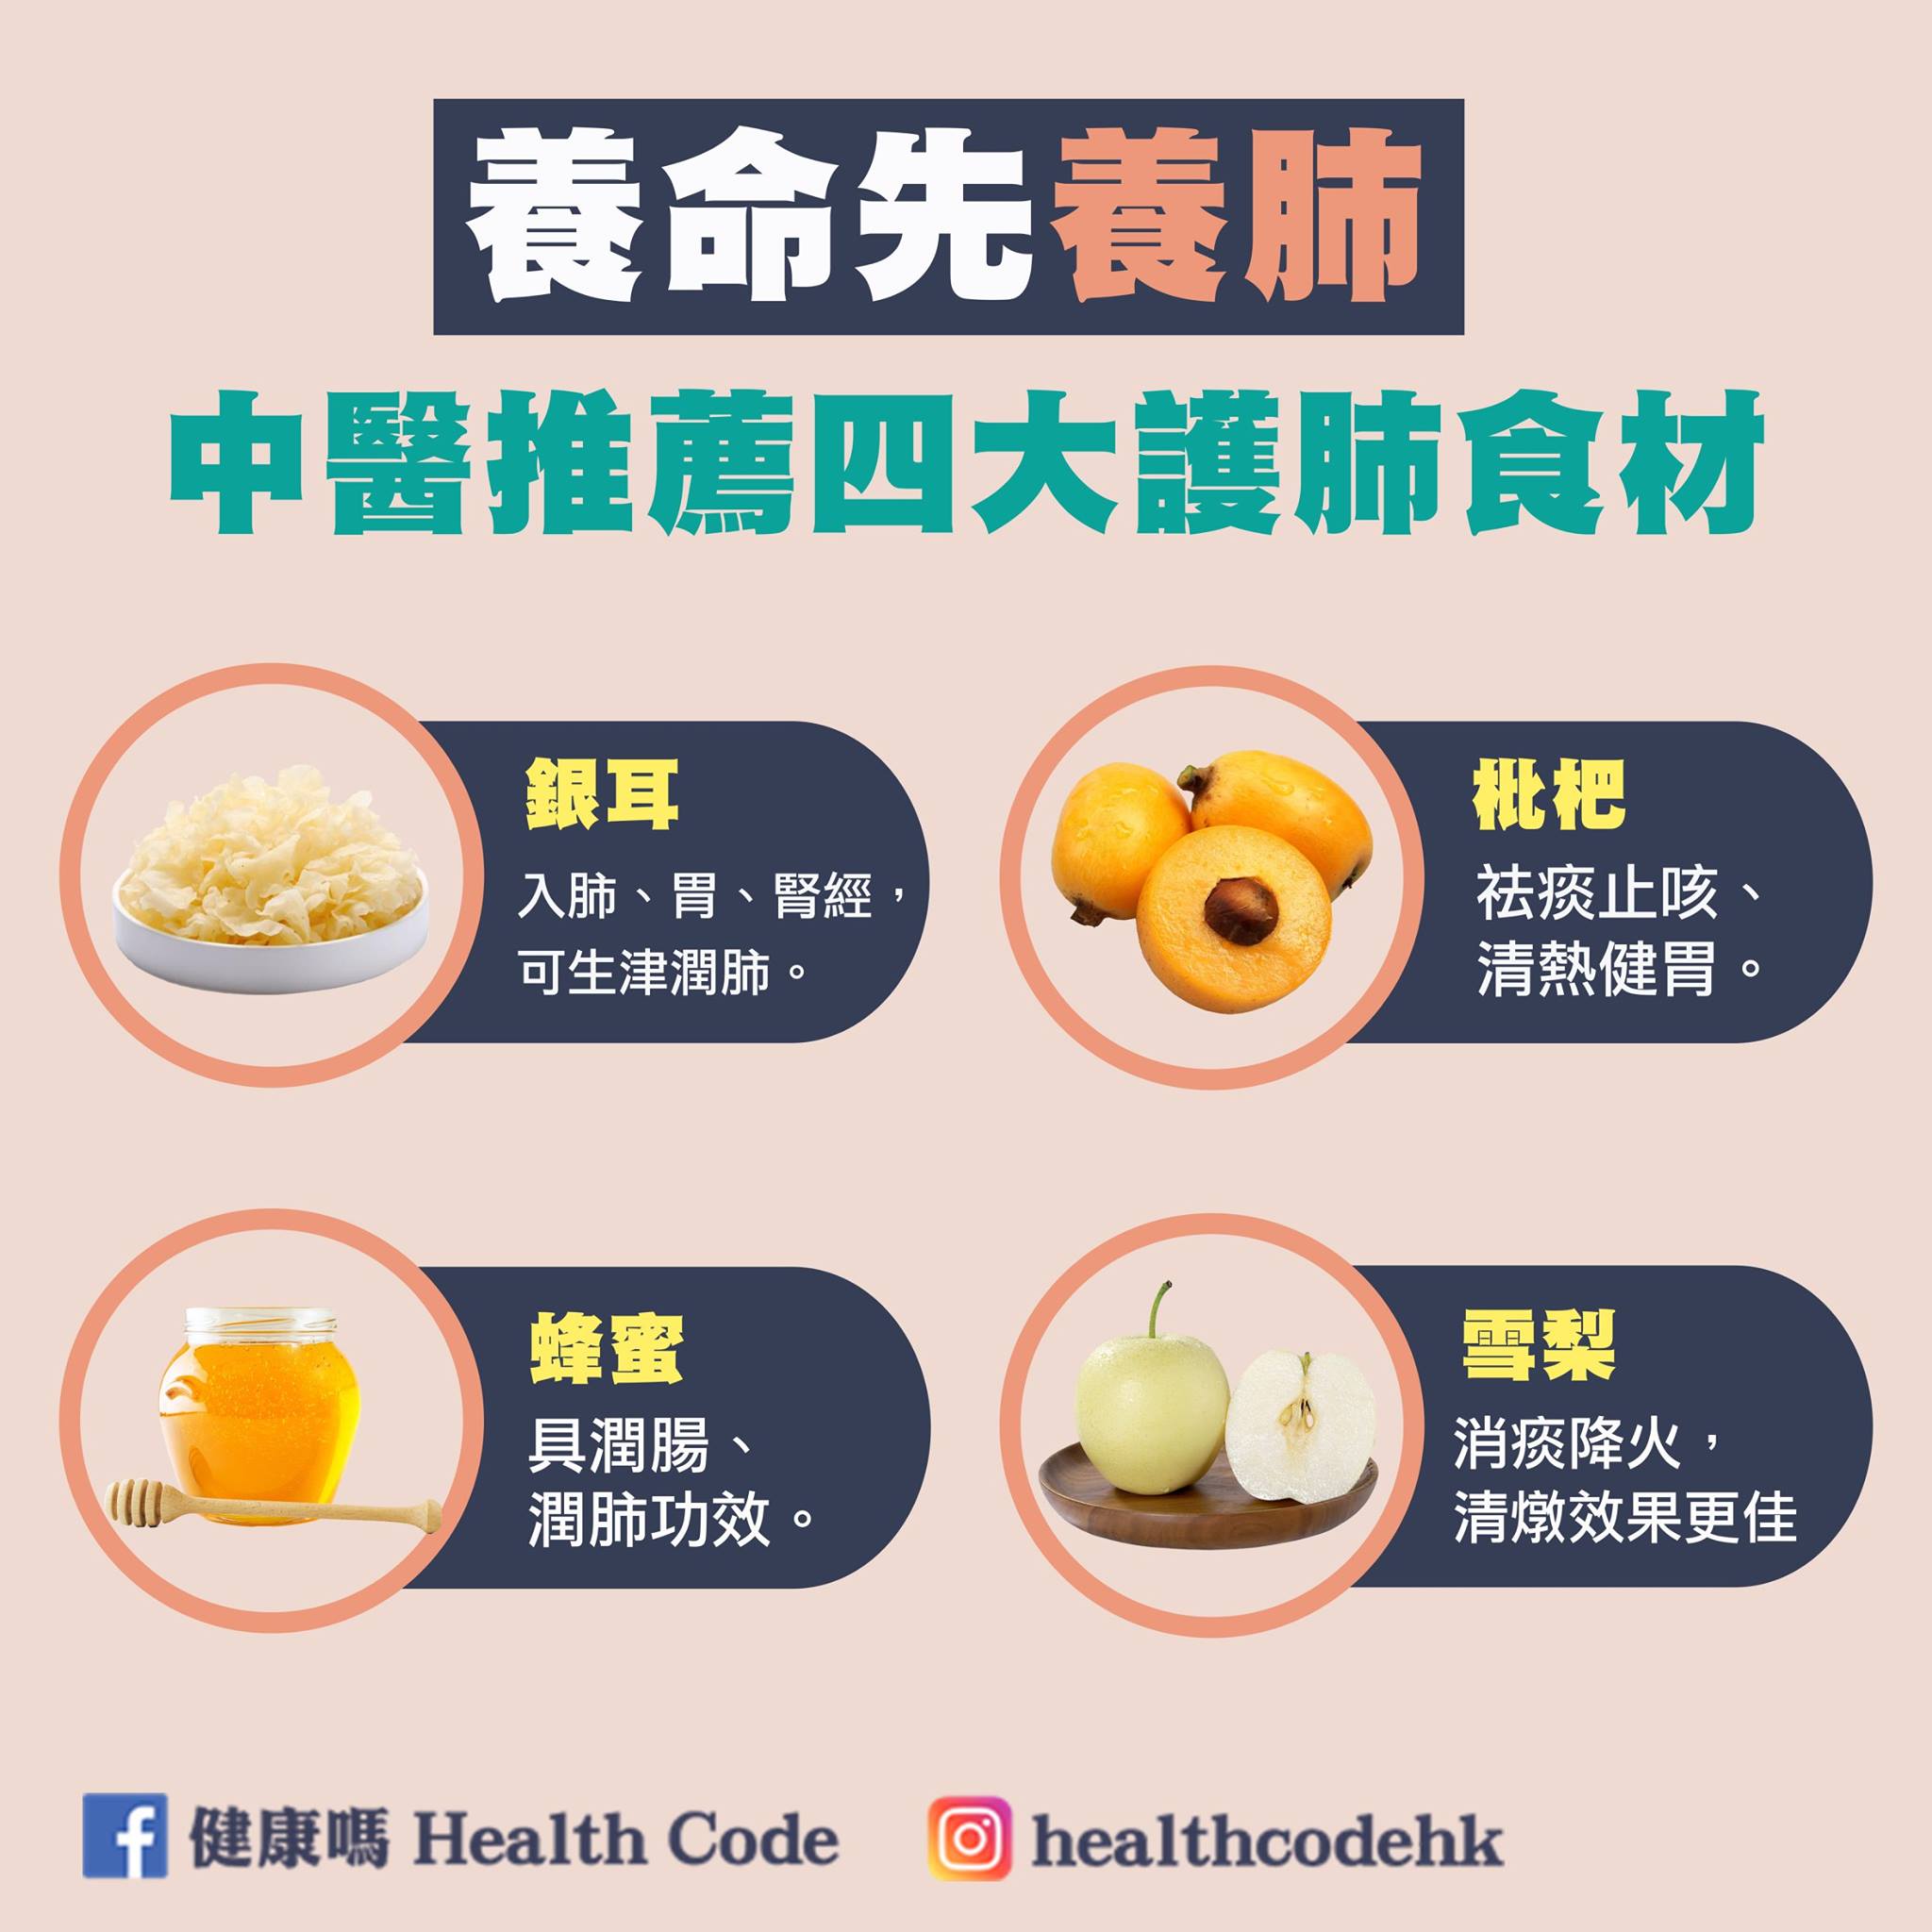 養命先養肺
中醫推薦四大護肺食材
銀耳
入肺、胃、腎經，
可生津潤肺。
枇杷
祛痰止咳、
清熱健胃。
蜂蜜
具潤腸、
潤肺功效。
雪梨
消痰降火，
清燉效果更佳
健康嗎 Health Code
healthcodehk